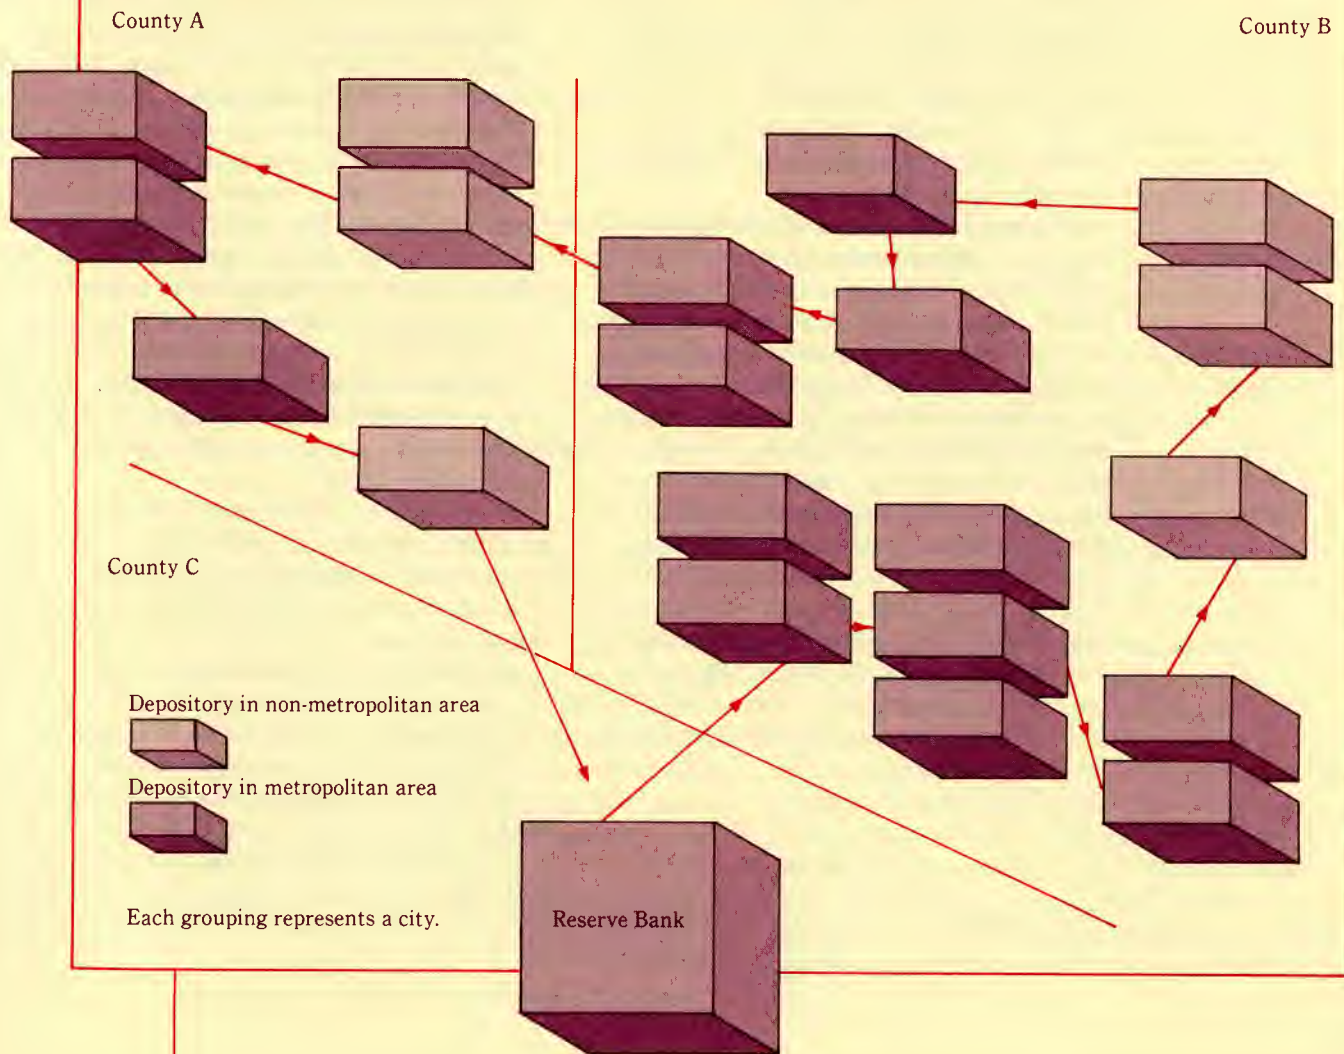 County A
County B
County C
Depository in non-metropolitan area
Depository in metropolitan area
Each grouping represents a city.
Reserve Bank